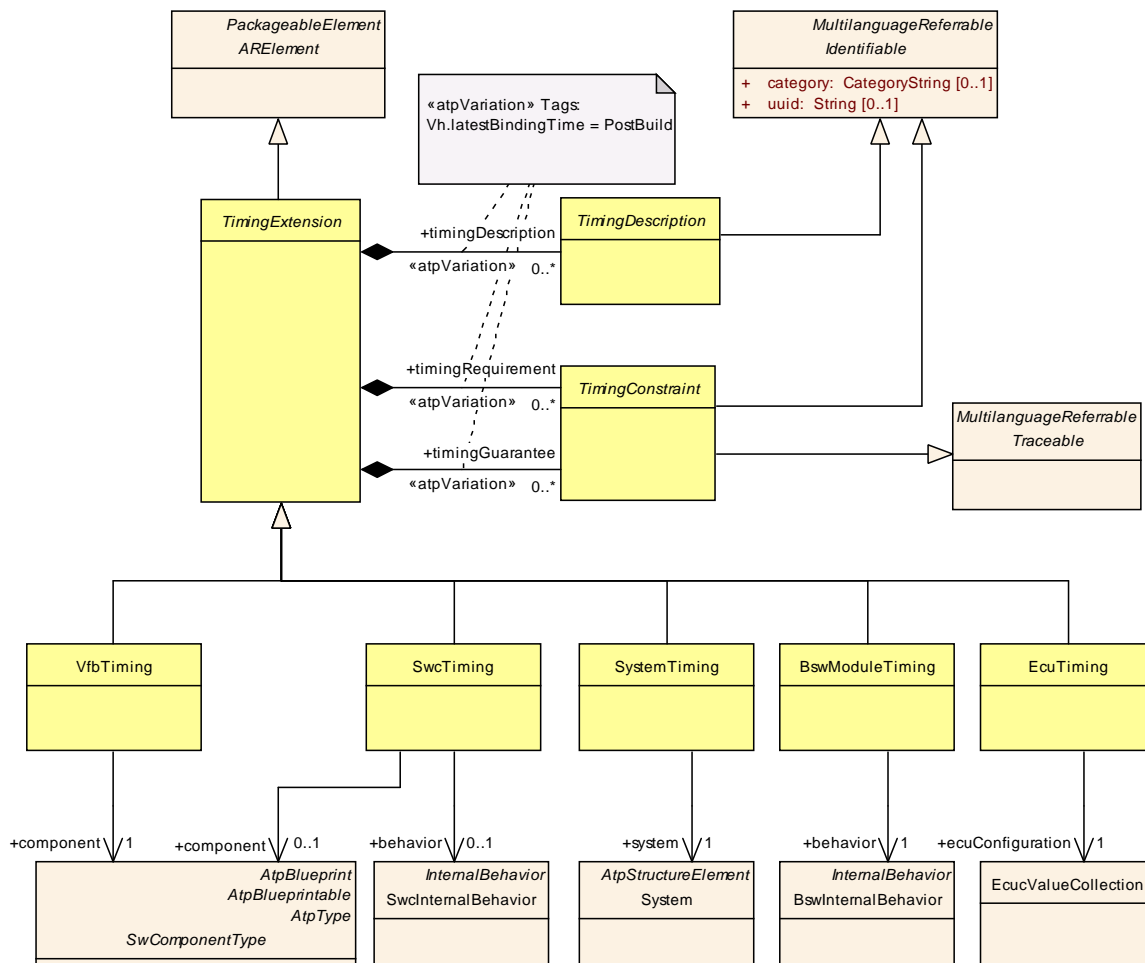 PackageableElement
ARElement
MultilanguageReferrable
Identifiable
+ category: CategoryString [0..1]
+ uuid: String [0..1]
«atpVariation» Tags:
Vh.latestBindingTime = PostBuild
TimingExtension
TimingDescription
+timingDescription
«atpVariation» 0..*
+timingRequirement
«atpVariation» 0..*
TimingConstraint
MultilanguageReferrable
Traceable
+timingGuarantee
«atpVariation» 0..*
VfbTiming
SwcTiming
SystemTiming
BswModuleTiming
EcuTiming
+component 1
+component 0..1
+behavior 0..1
+system 1
+behavior 1
+ecuConfiguration 1
AtpBlueprint
AtpBlueprintable
AtpType
SwComponentType
InternalBehavior
SwcInternalBehavior
AtpStructureElement
System
InternalBehavior
BswInternalBehavior
EcucValueCollection